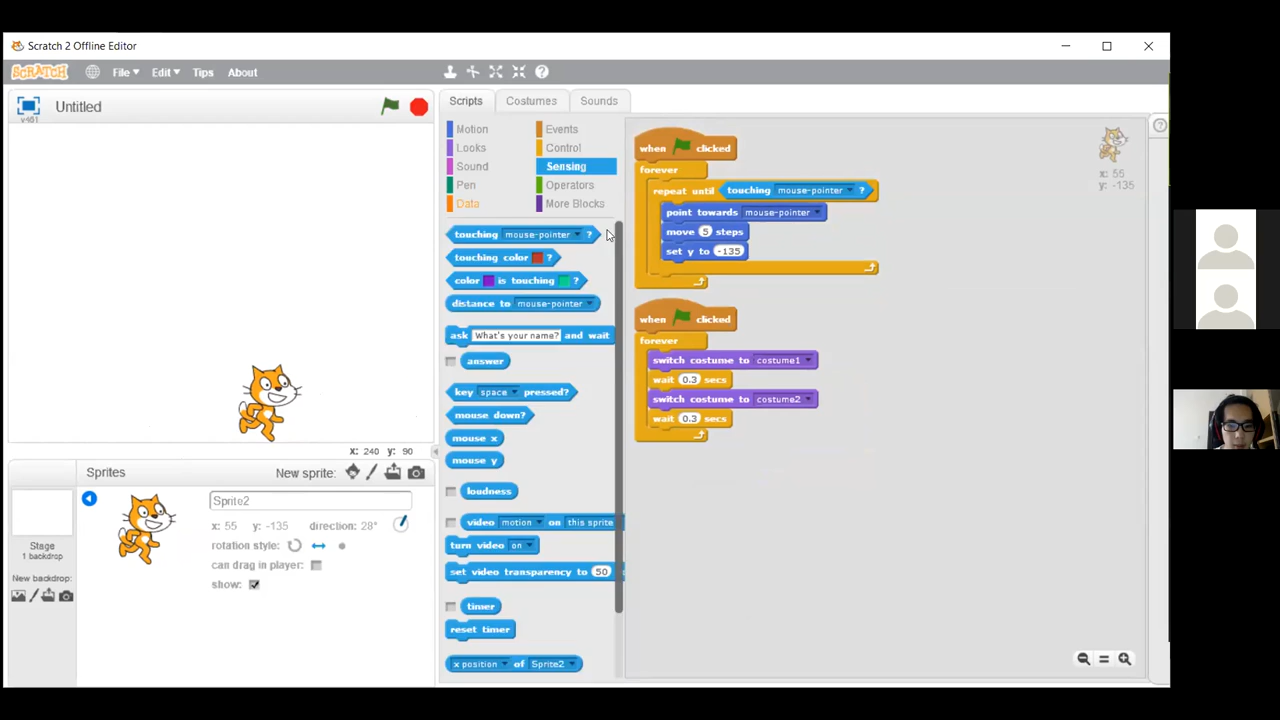 Scratch 2 Offline Editor
SCRATCH File Edit Tips About
v461 Untitled
Scripts Costumes Sounds
Motion Events
Looks Control
Sound Sensing
Pen Operators
Data More Blocks
touching mouse-pointer ?
touching color ?
color is touching ?
distance to mouse-pointer
ask What's your name? and wait
answer
key space pressed?
mouse down?
mouse x
mouse y
loudness
video motion on this sprite
turn video on
set video transparency to 50
timer
reset timer
x position of Sprite2
when clicked
forever
repeat until touching mouse-pointer ?
point towards mouse-pointer
move 5 steps
set y to -135
when clicked
forever
switch costume to costume1
wait 0.3 secs
switch costume to costume2
wait 0.3 secs
x: 55
y: -135
x: 240 y: 90
Sprites New sprite:
Stage
1 backdrop
New backdrop:
Sprite2
x: 55 y: -135 direction: 28°
rotation style:
can drag in player:
show: